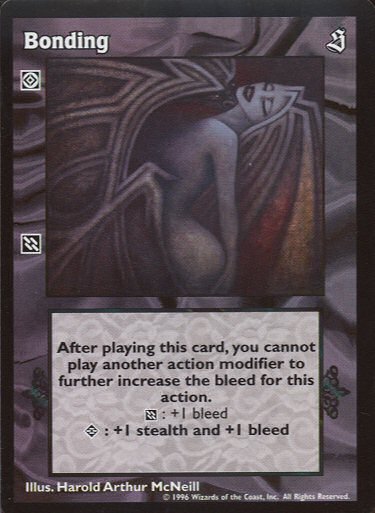 Bonding
After playing this card, you cannot
play another action modifier to
further increase the bleed for this
action.
: +1 bleed
: +1 stealth and +1 bleed
Illus. Harold Arthur McNeill
© 1996 Wizards of the Coast, Inc. All Rights Reserved.